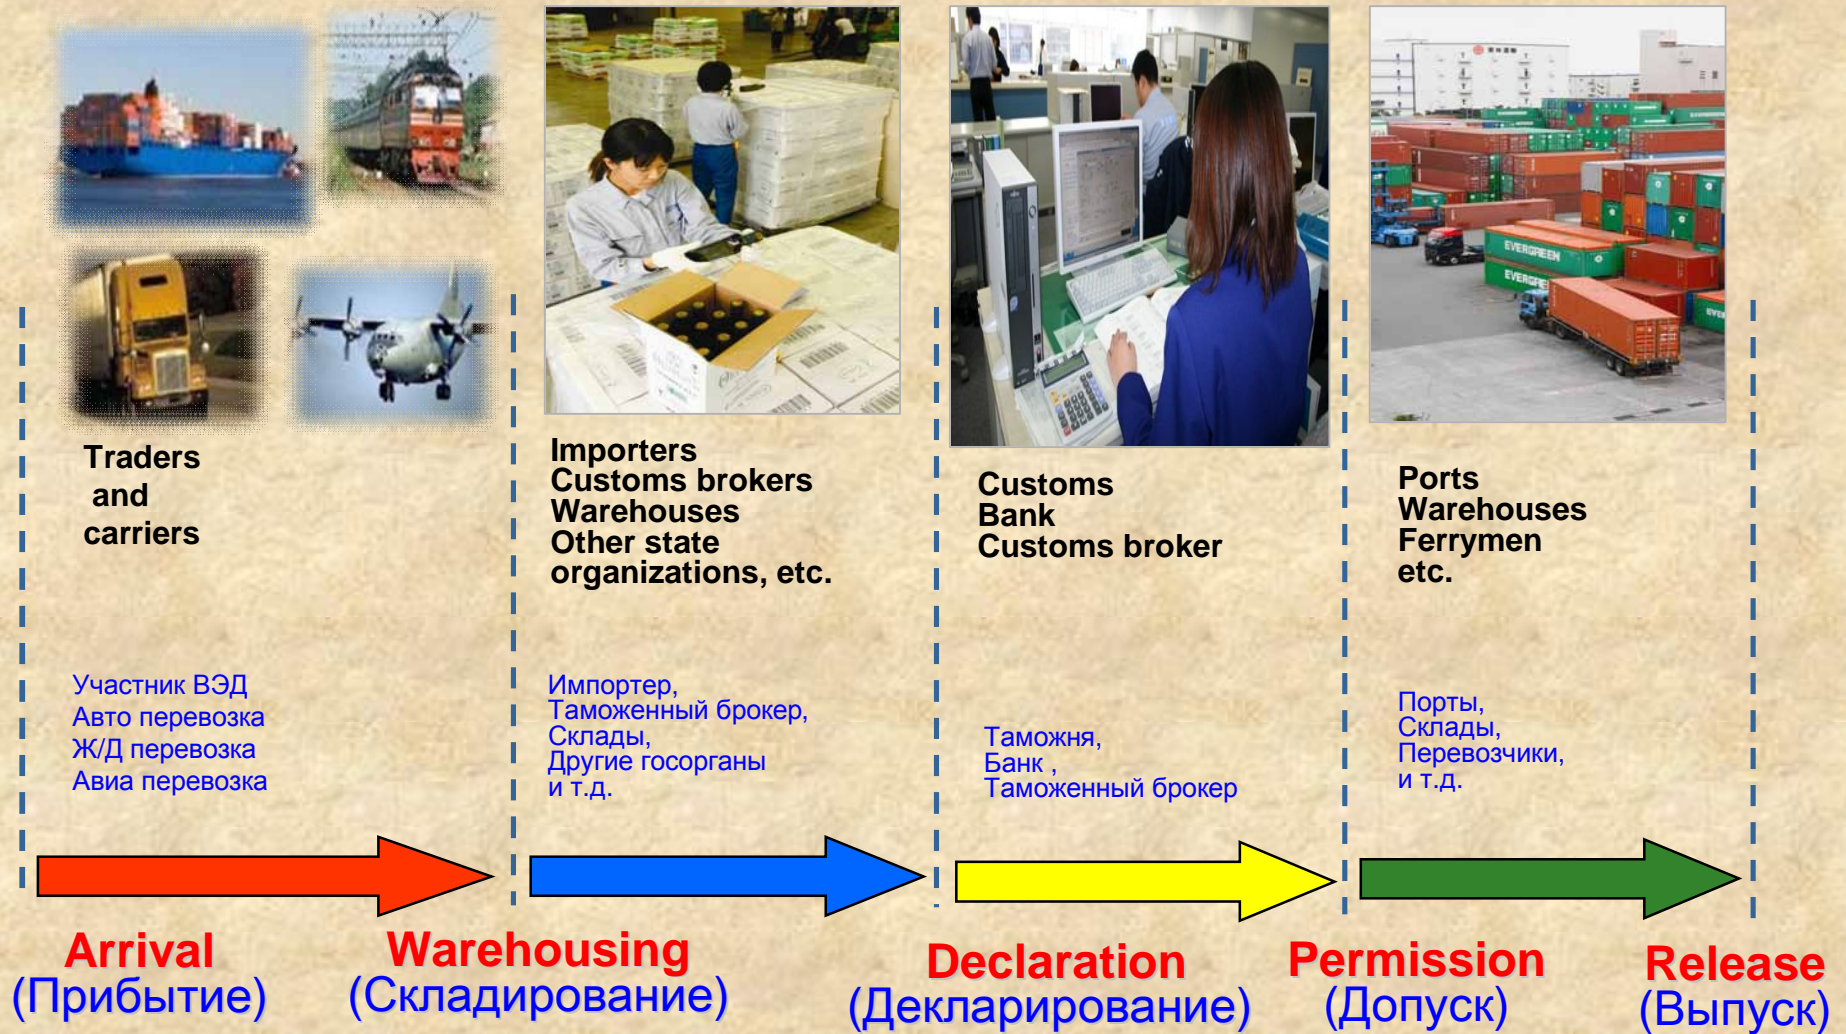 EVERGREEN
EVERGREEN
Traders
and
carriers
Importers
Customs brokers
Warehouses
Other state
organizations, etc.
Customs
Bank
Customs broker
Ports
Warehouses
Ferrymen
etc.
Участник ВЭД
Авто перевозка
Ж/Д перевозка
Авиа перевозка
Импортер,
Таможенный брокер,
Склады,
Другие госорганы
и т.д.
Таможня,
Банк ,
Таможенный брокер
Порты,
Склады,
Перевозчики,
и т.д.
Arrival
(Прибытие)
Warehousing
(Складирование)
Declaration
(Декларирование)
Permission
(Допуск)
Release
(Выпуск)